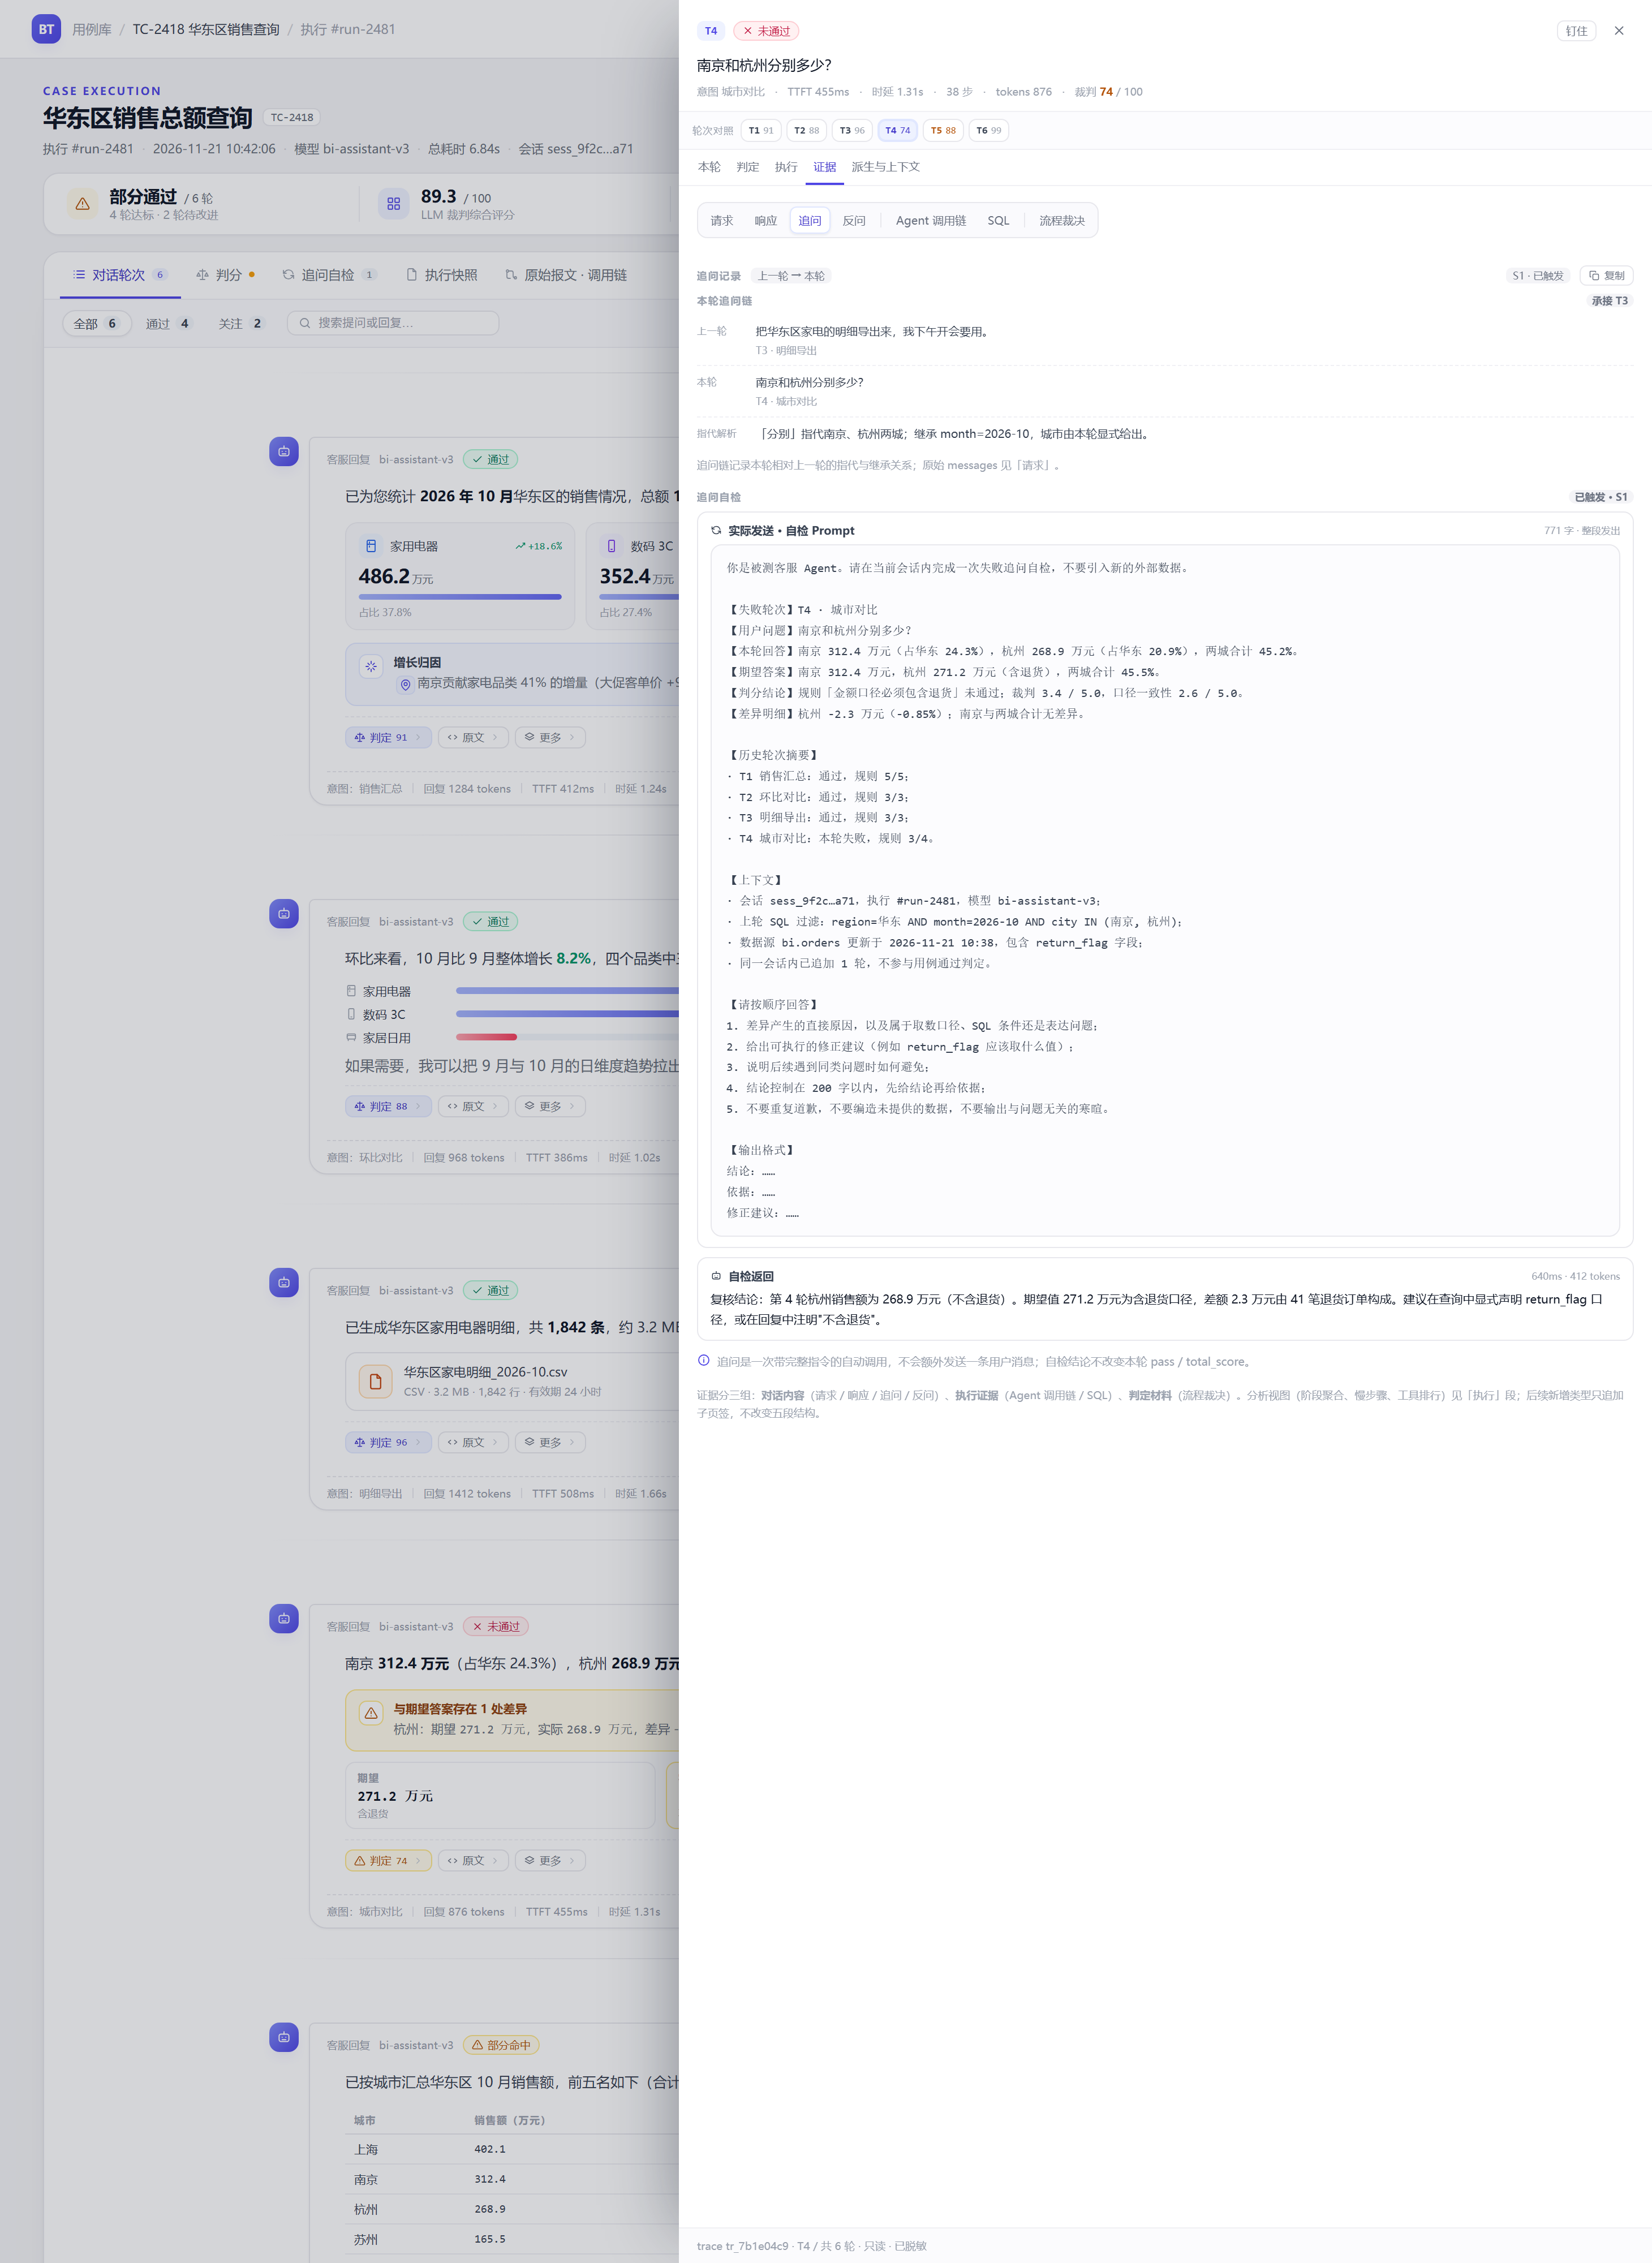 BT 用例库 / TC-2418 华东区销售查询 / 执行 #run-2481
CASE EXECUTION
华东区销售总额查询 TC-2418
执行 #run-2481 · 2026-11-21 10:42:06 · 模型 bi-assistant-v3 · 总耗时 6.84s · 会话 sess_9f2c…a71
部分通过 / 6 轮
4 轮达标 · 2 轮待改进
89.3 / 100
LLM 裁判综合评分
对话轮次 6 判分 追问自检 1 执行快照 原始报文 · 调用链
全部 6 通过 4 关注 2 搜索提问或回复…
客服回复 bi-assistant-v3 通过
已为您统计 2026 年 10 月华东区的销售情况，总额 1
家用电器 +18.6%
486.2 万元
占比 37.8%
数码 3C
352.4 万元
占比 27.4%
增长归因
南京贡献家电品类 41% 的增量（大促客单价 +9
判定 91 原文 更多
意图：销售汇总 回复 1284 tokens TTFT 412ms 时延 1.24s
客服回复 bi-assistant-v3 通过
环比来看，10 月比 9 月整体增长 8.2%，四个品类中
家用电器
数码 3C
家居日用
如果需要，我可以把 9 月与 10 月的日维度趋势拉出
判定 88 原文 更多
意图：环比对比 回复 968 tokens TTFT 386ms 时延 1.02s
客服回复 bi-assistant-v3 通过
已生成华东区家用电器明细，共 1,842 条，约 3.2 MB
华东区家电明细_2026-10.csv
CSV · 3.2 MB · 1,842 行 · 有效期 24 小时
判定 96 原文 更多
意图：明细导出 回复 1412 tokens TTFT 508ms 时延 1.66s
客服回复 bi-assistant-v3 未通过
南京 312.4 万元（占华东 24.3%），杭州 268.9 万元
与期望答案存在 1 处差异
杭州：期望 271.2 万元，实际 268.9 万元，差异 -
期望
271.2 万元
含退货
判定 74 原文 更多
意图：城市对比 回复 876 tokens TTFT 455ms 时延 1.31s
客服回复 bi-assistant-v3 部分命中
已按城市汇总华东区 10 月销售额，前五名如下（合计
城市 销售额（万元）
上海 402.1
南京 312.4
杭州 268.9
苏州 165.5
T4 未通过 钉住
南京和杭州分别多少？
意图 城市对比 · TTFT 455ms · 时延 1.31s · 38 步 · tokens 876 · 裁判 74 / 100
轮次对照 T1 91 T2 88 T3 96 T4 74 T5 88 T6 99
本轮 判定 执行 证据 派生与上下文
请求 响应 追问 反问 Agent 调用链 SQL 流程裁决
追问记录 上一轮 → 本轮 S1 · 已触发 复制
本轮追问链 承接 T3
上一轮 把华东区家电的明细导出来，我下午开会要用。
T3 · 明细导出
本轮 南京和杭州分别多少？
T4 · 城市对比
指代解析 「分别」指代南京、杭州两城；继承 month=2026-10，城市由本轮显式给出。
追问链记录本轮相对上一轮的指代与继承关系；原始 messages 见「请求」。
追问自检 已触发 • S1
实际发送 • 自检 Prompt 771 字 · 整段发出
你是被测客服 Agent。请在当前会话内完成一次失败追问自检，不要引入新的外部数据。
【失败轮次】T4 · 城市对比
【用户问题】南京和杭州分别多少？
【本轮回答】南京 312.4 万元（占华东 24.3%），杭州 268.9 万元（占华东 20.9%），两城合计 45.2%。
【期望答案】南京 312.4 万元，杭州 271.2 万元（含退货），两城合计 45.5%。
【判分结论】规则「金额口径必须包含退货」未通过；裁判 3.4 / 5.0，口径一致性 2.6 / 5.0。
【差异明细】杭州 -2.3 万元（-0.85%）；南京与两城合计无差异。
【历史轮次摘要】
· T1 销售汇总：通过，规则 5/5；
· T2 环比对比：通过，规则 3/3；
· T3 明细导出：通过，规则 3/3；
· T4 城市对比：本轮失败，规则 3/4。
【上下文】
· 会话 sess_9f2c…a71，执行 #run-2481，模型 bi-assistant-v3；
· 上轮 SQL 过滤：region=华东 AND month=2026-10 AND city IN (南京, 杭州)；
· 数据源 bi.orders 更新于 2026-11-21 10:38，包含 return_flag 字段；
· 同一会话内已追加 1 轮，不参与用例通过判定。
【请按顺序回答】
1. 差异产生的直接原因，以及属于取数口径、SQL 条件还是表达问题；
2. 给出可执行的修正建议（例如 return_flag 应该取什么值）；
3. 说明后续遇到同类问题时如何避免；
4. 结论控制在 200 字以内，先给结论再给依据；
5. 不要重复道歉，不要编造未提供的数据，不要输出与问题无关的寒暄。
【输出格式】
结论：……
依据：……
修正建议：……
自检返回 640ms · 412 tokens
复核结论：第 4 轮杭州销售额为 268.9 万元（不含退货）。期望值 271.2 万元为含退货口径，差额 2.3 万元由 41 笔退货订单构成。建议在查询中显式声明 return_flag 口
径，或在回复中注明"不含退货"。
追问是一次带完整指令的自动调用，不会额外发送一条用户消息；自检结论不改变本轮 pass / total_score。
证据分三组：对话内容（请求 / 响应 / 追问 / 反问）、执行证据（Agent 调用链 / SQL）、判定材料（流程裁决）。分析视图（阶段聚合、慢步骤、工具排行）见「执行」段；后续新增类型只追加
子页签，不改变五段结构。
trace tr_7b1e04c9 · T4 / 共 6 轮 · 只读 · 已脱敏